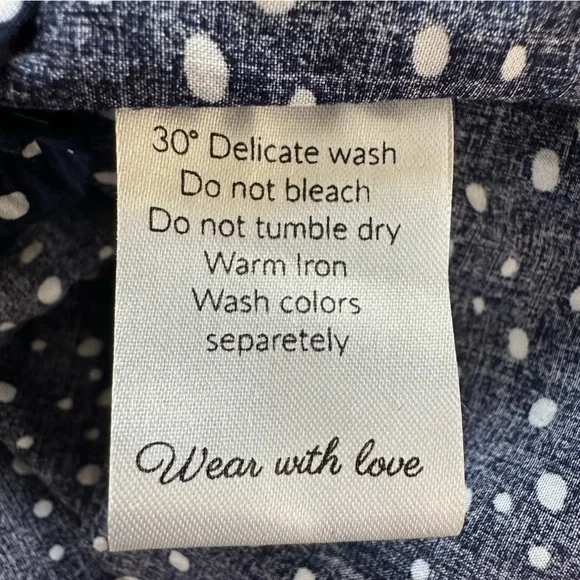 30° Delicate wash
Do not bleach
Do not tumble dry
Warm Iron
Wash colors
separetely
Wear with love